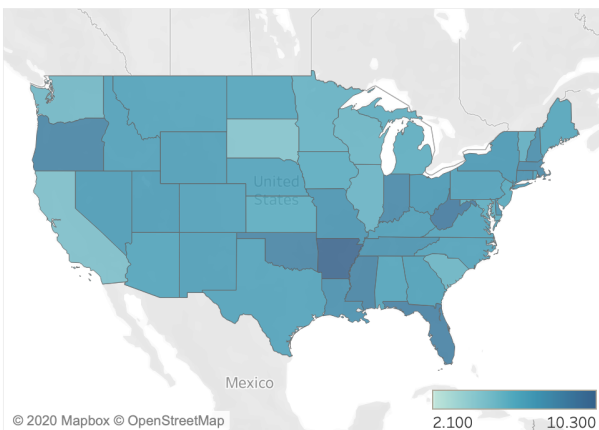 United
States
Mexico
© 2020 Mapbox © OpenStreetMap
2.100 10.300